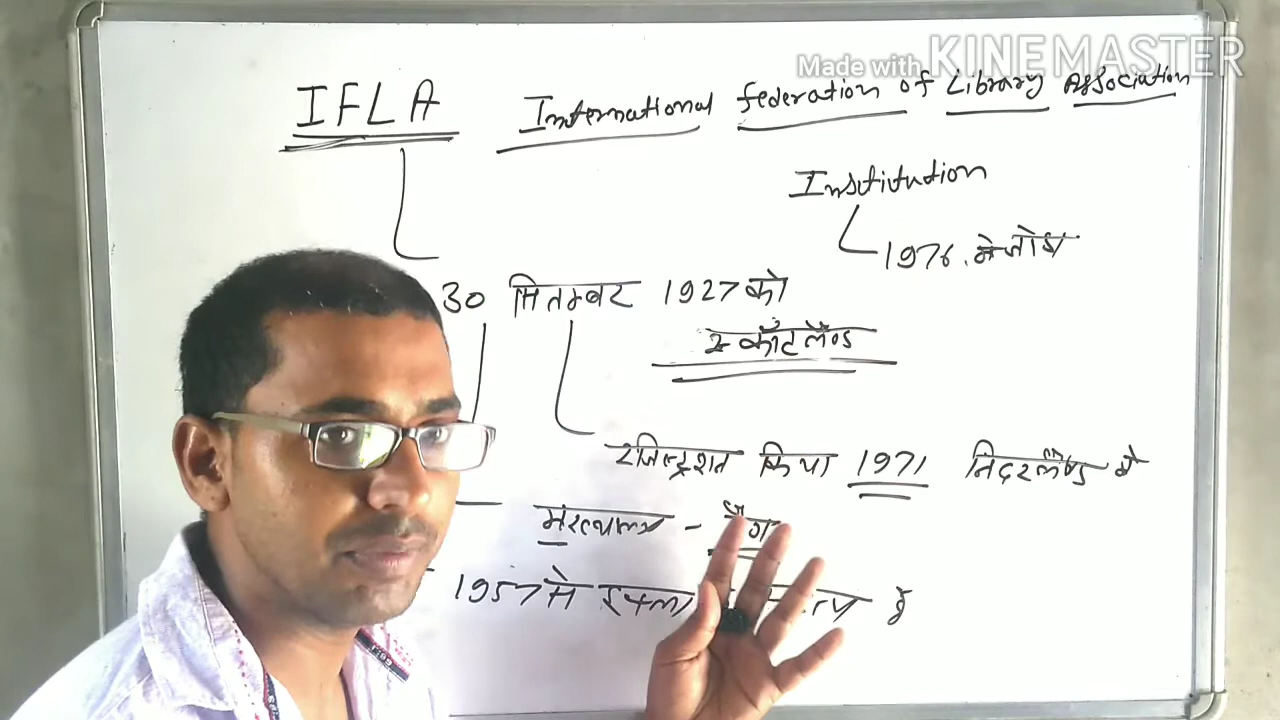 Made with KINEMASTER
IFLA International federation of Library Association
Institution
1976 मे जोडा
30 सितम्बर 1927 को
स्कॉटलैण्ड
रजिस्ट्रेशन किया 1971 निदरलैण्ड मे
मुख्यालय -
1957 मे इफ्ला है